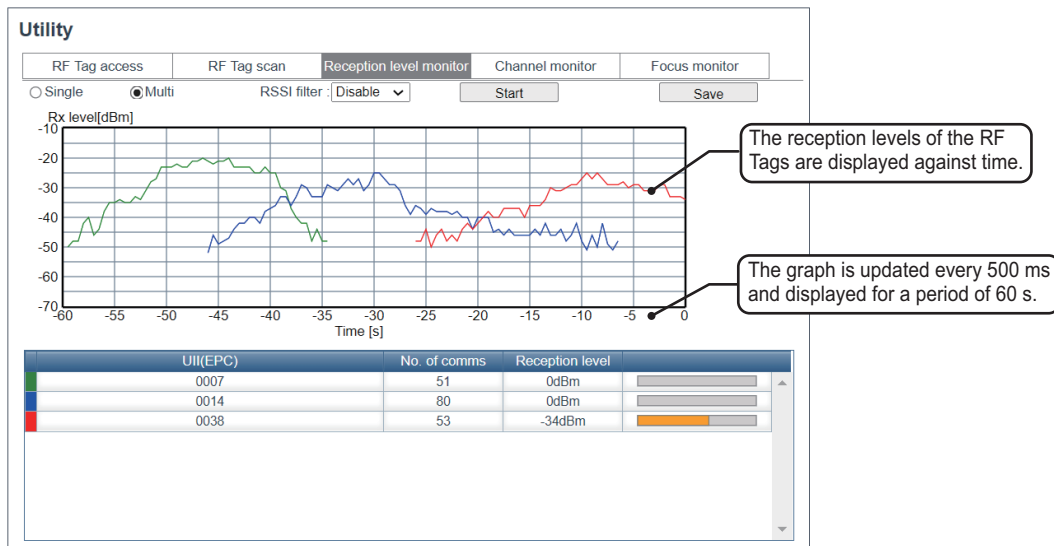 Utility
RF Tag access RF Tag scan Reception level monitor Channel monitor Focus monitor
Single Multi RSSI filter : Disable Start Save
Rx level[dBm]
-10
-20
-30
-40
-50
-60
-70
-60 -55 -50 -45 -40 -35 -30 -25 -20 -15 -10 -5 0
Time [s]
The reception levels of the RF
Tags are displayed against time.
The graph is updated every 500 ms
and displayed for a period of 60 s.
UII(EPC) No. of comms Reception level
0007 51 0dBm
0014 80 0dBm
0038 53 -34dBm